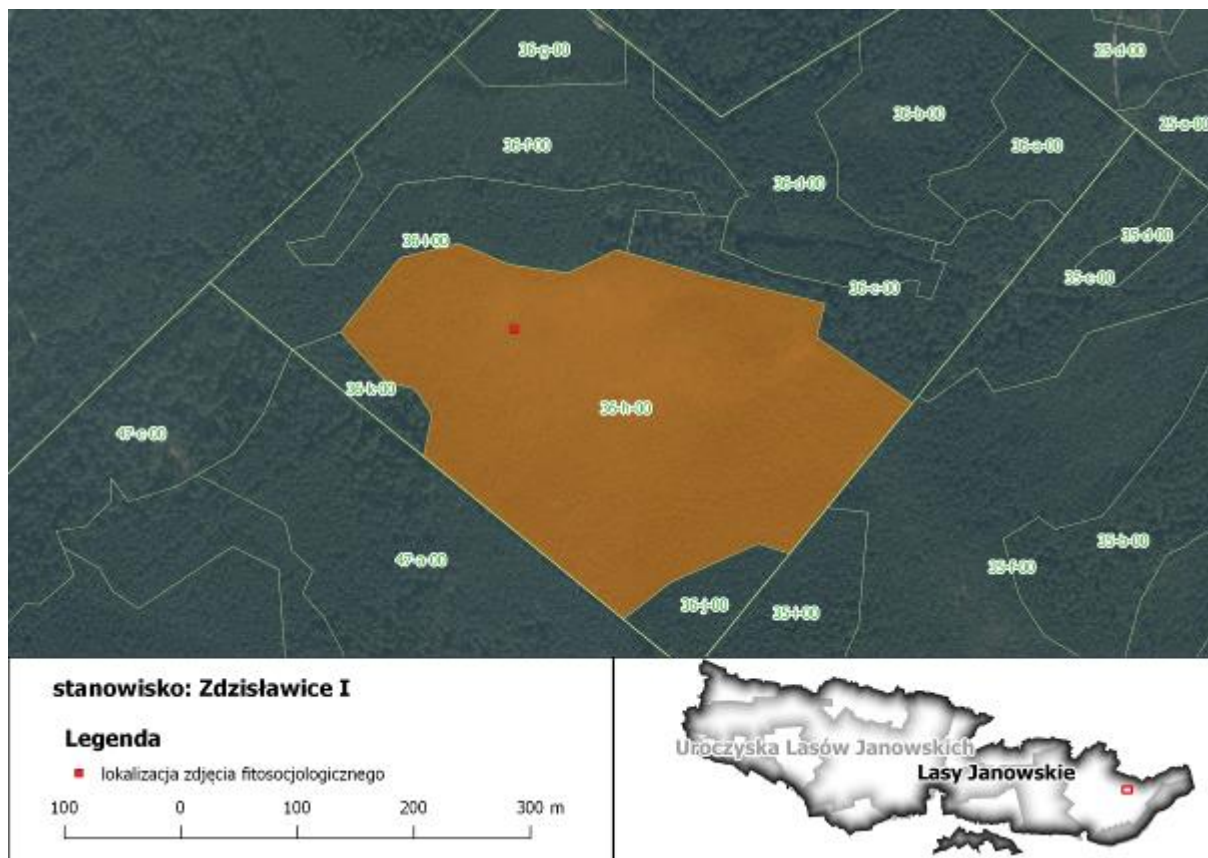 36-g-00
25-d-00
36-b-00
25-o-00
36-f-00
36-a-00
36-d-00
35-d-00
36-i-00
35-c-00
36-c-00
36-k-00
36-h-00
47-c-00
47-a-00
35-b-00
35-f-00
36-j-00
35-i-00
stanowisko: Zdzisławice I
Legenda
lokalizacja zdjęcia fitosocjologicznego
100 0 100 200 300 m
Uroczyska Lasów Janowskich
Lasy Janowskie